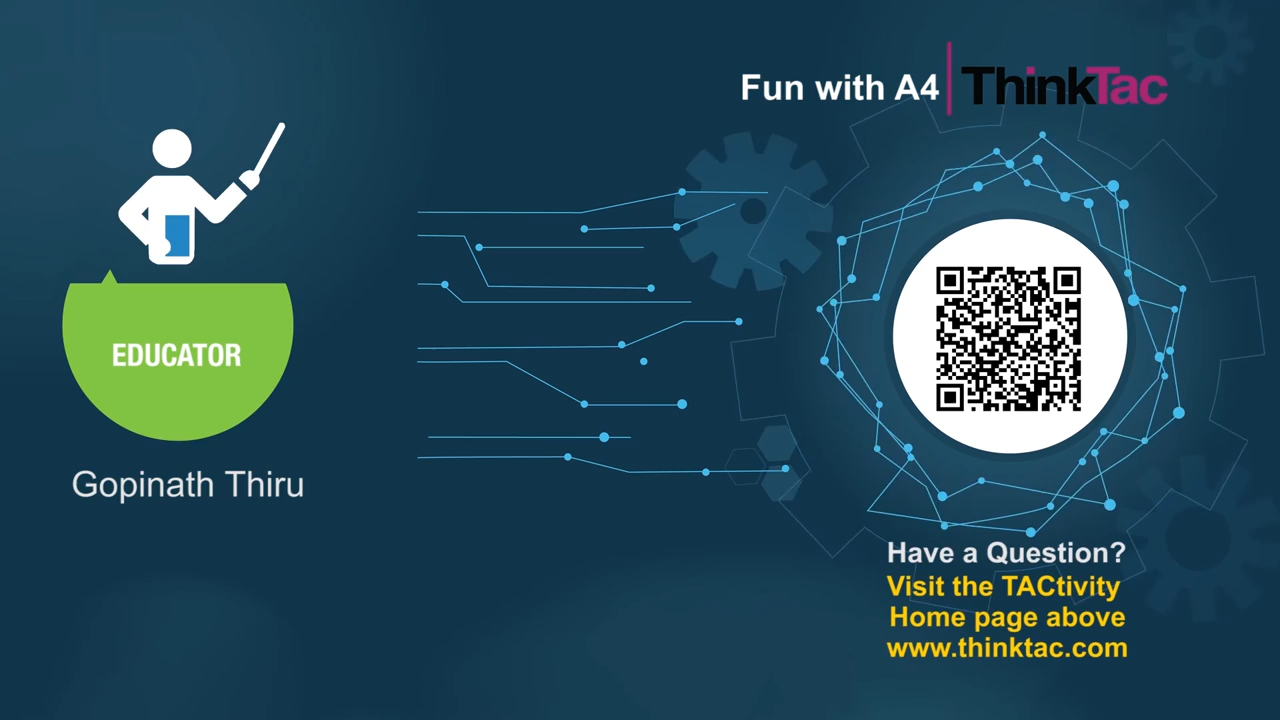 Fun with A4
ThinkTac
EDUCATOR
Gopinath Thiru
Have a Question?
Visit the TACtivity
Home page above
www.thinktac.com